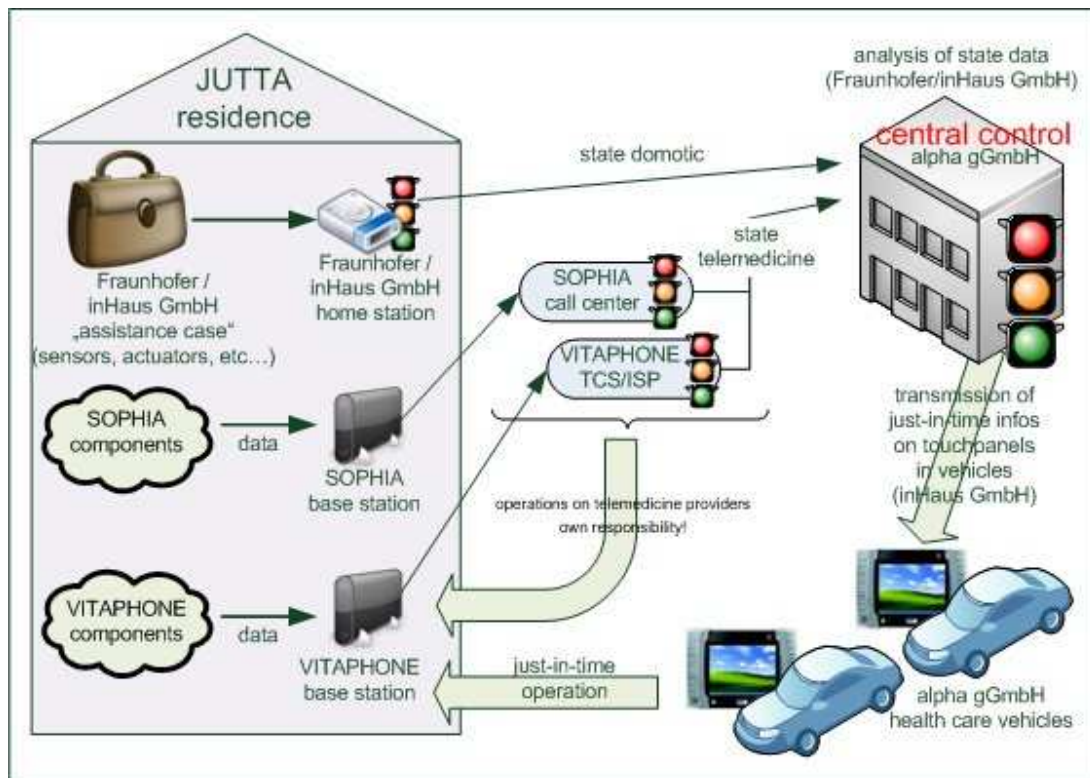 JUTTA
residence
Fraunhofer /
inHaus GmbH
„assistance case“
(sensors, actuators, etc…)
Fraunhofer /
inHaus GmbH
home station
SOPHIA
components
data
SOPHIA
base station
VITAPHONE
components
data
VITAPHONE
base station
state domotic
state
telemedicine
SOPHIA
call center
VITAPHONE
TCS/ISP
operations on telemedicine providers
own responsibility!
just-in-time
operation
analysis of state data
(Fraunhofer/inHaus GmbH)
central control
alpha gGmbH
transmission of
just-in-time infos
on touchpanels
in vehicles
(inHaus GmbH)
alpha gGmbH
health care vehicles